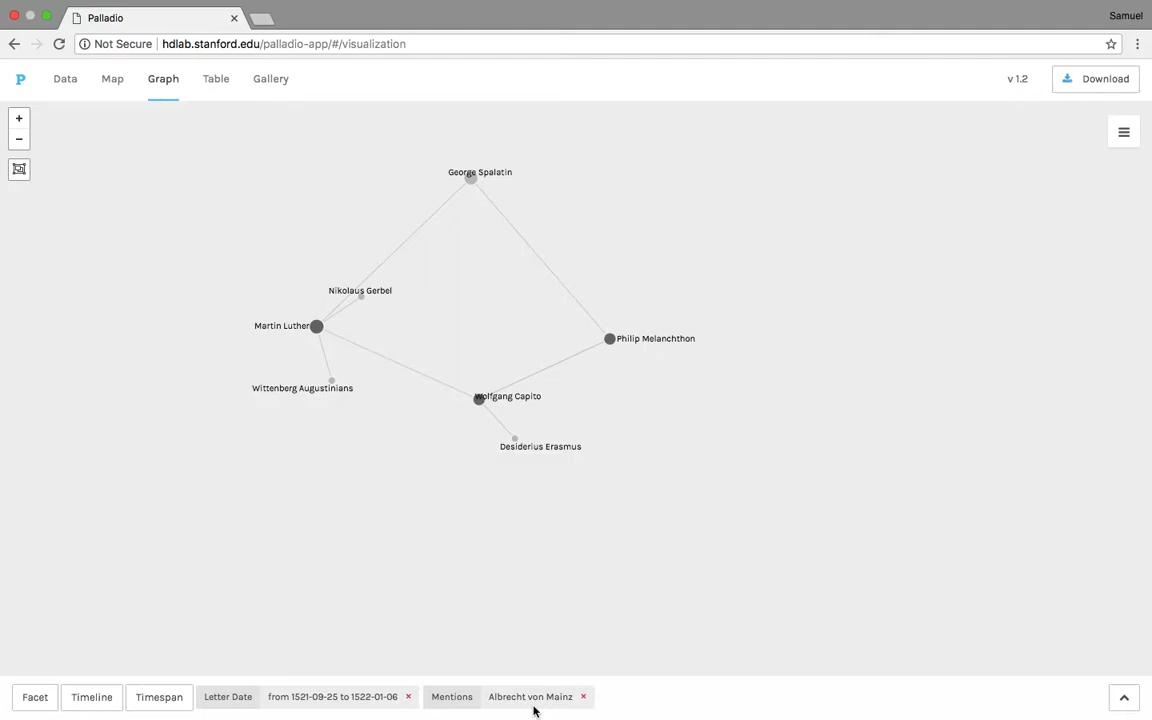 Palladio
Samuel
Not Secure hdlab.stanford.edu/palladio-app/#/visualization
P Data Map Graph Table Gallery v 1.2 Download
+
−
George Spalatin
Nikolaus Gerbel
Martin Luther
Philip Melanchthon
Wittenberg Augustinians
Wolfgang Capito
Desiderius Erasmus
Facet Timeline Timespan Letter Date from 1521-09-25 to 1522-01-06 × Mentions Albrecht von Mainz ×